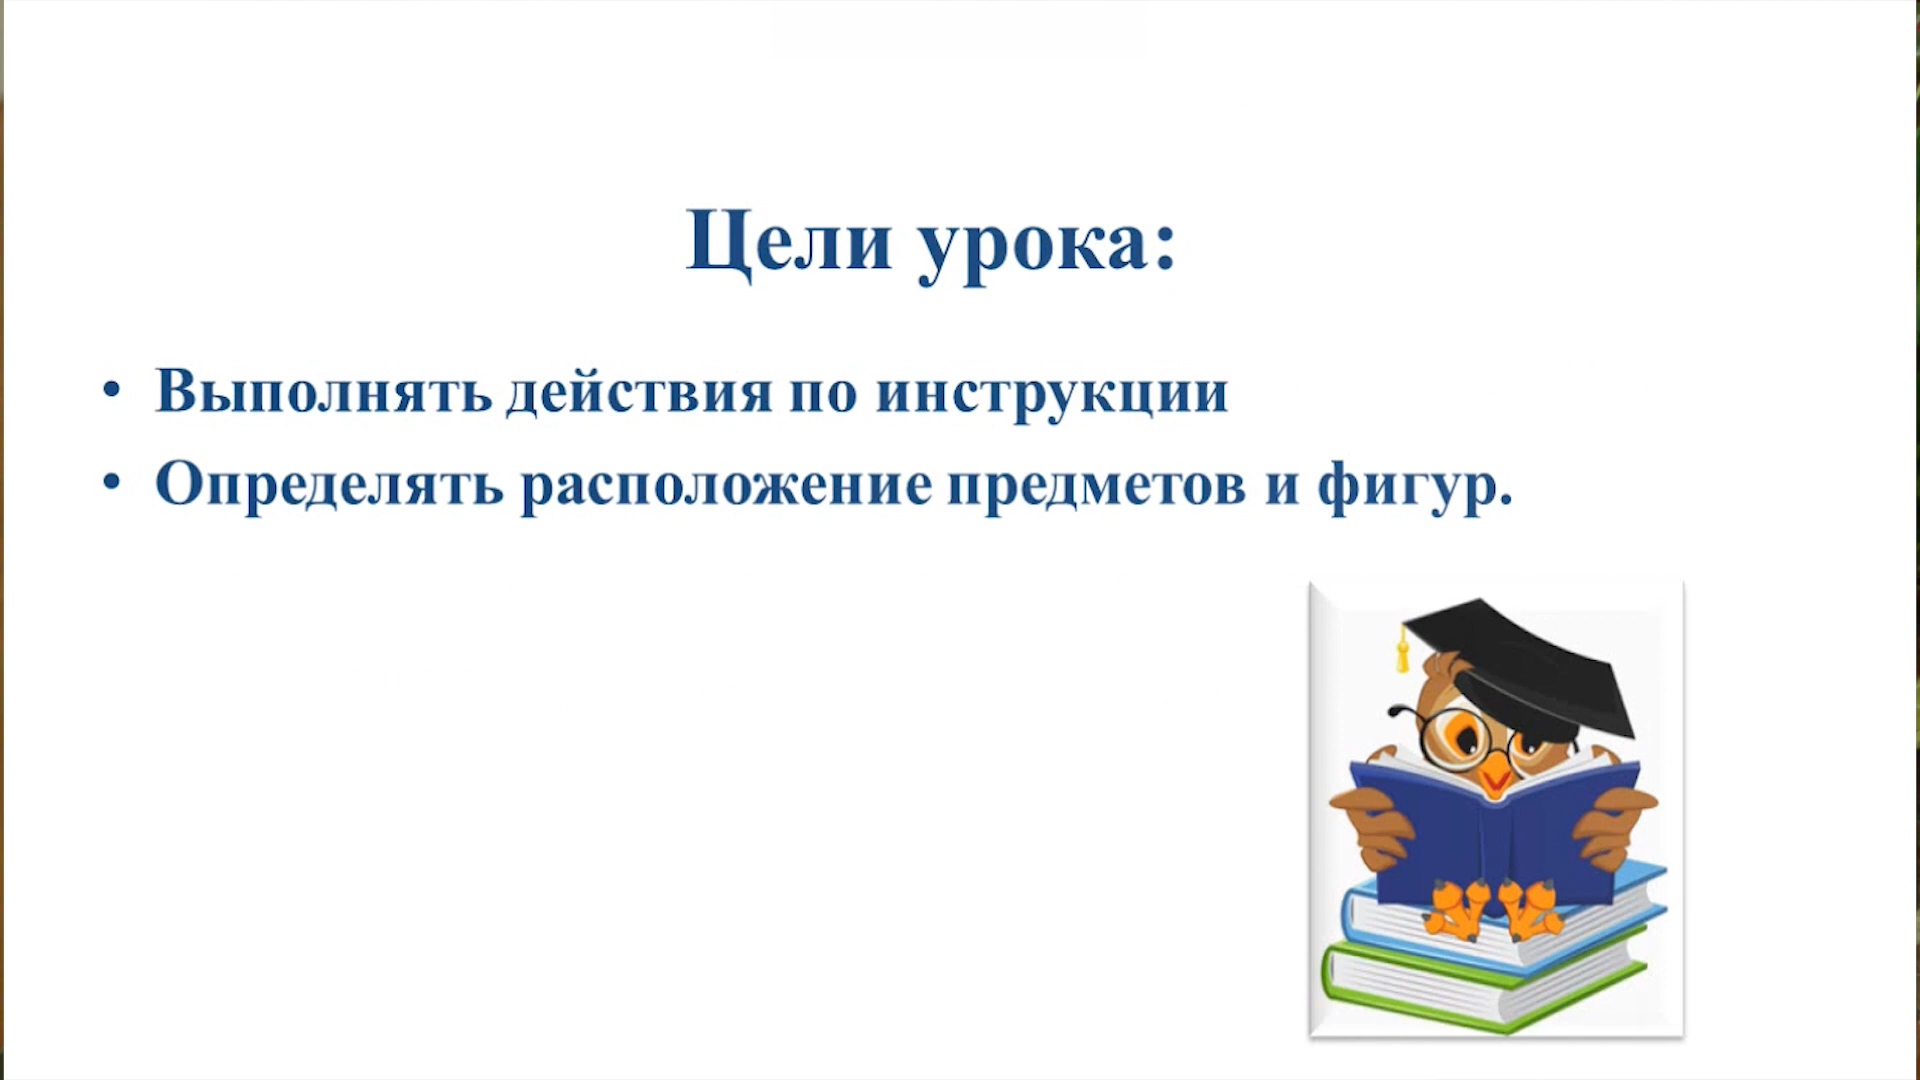 Цели урока:
• Выполнять действия по инструкции
• Определять расположение предметов и фигур.